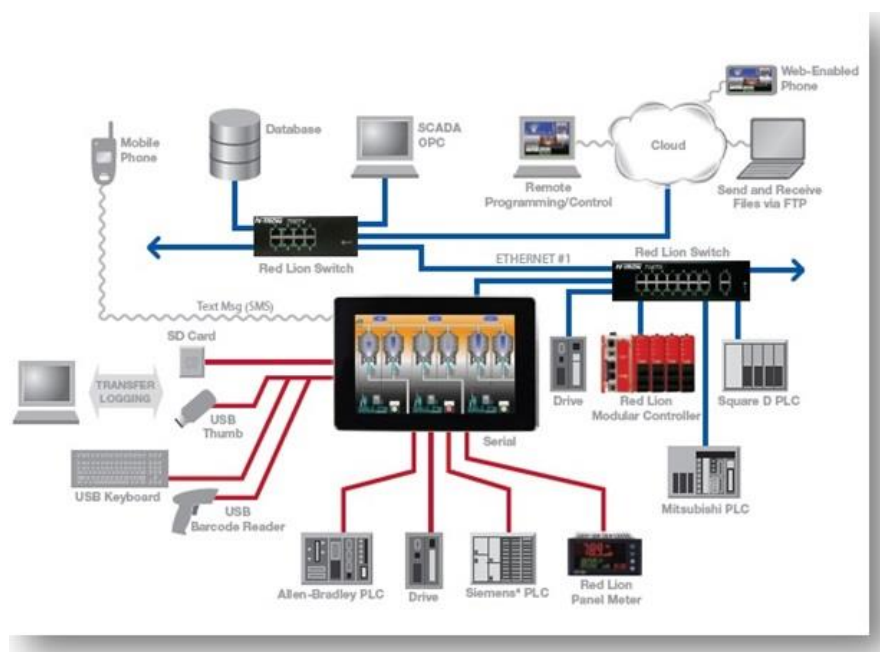 Web-Enabled
Phone
Database
SCADA
OPC
Mobile
Phone
Cloud
Remote
Programming/Control
Send and Receive
Files via FTP
N-TRON
Red Lion Switch
ETHERNET #1
Red Lion Switch
N-TRON
Text Msg (SMS)
SD Card
TRANSFER
LOGGING
USB
Thumb
Drive
Red Lion
Modular Controller
Square D PLC
Serial
USB Keyboard
USB
Barcode Reader
Mitsubishi PLC
Allen-Bradley PLC
Drive
Siemens® PLC
Red Lion
Panel Meter